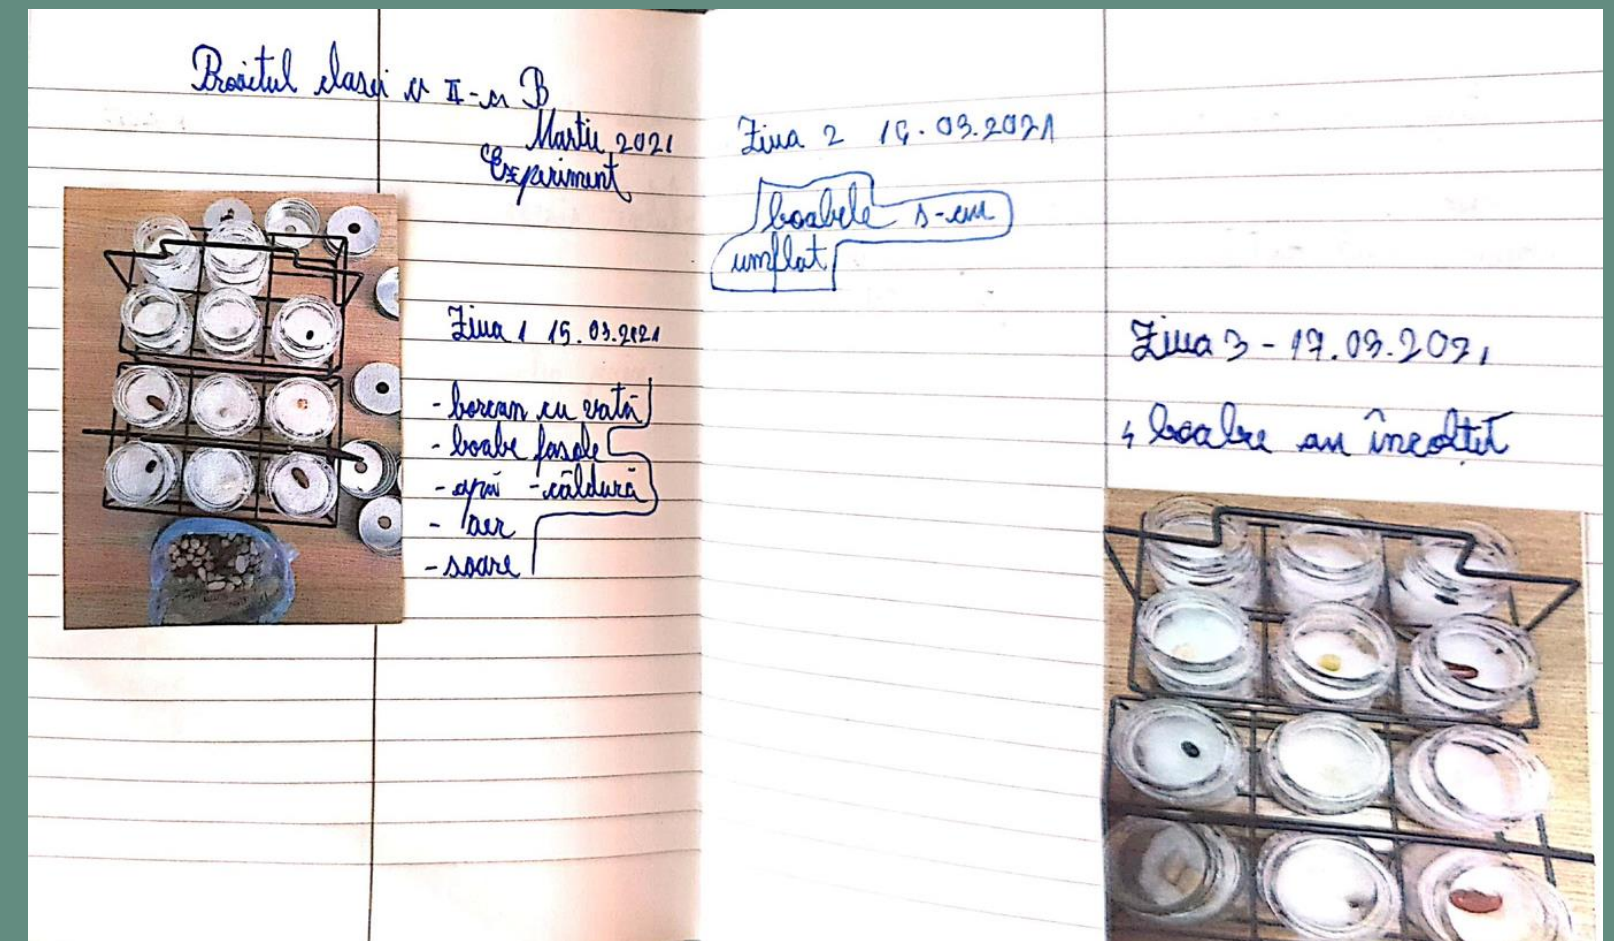 Proiectul clasei a II-a B
Martie 2021
Experiment
Ziua 1 15.03.2021
- borcan cu vată
- boabe fasole
- apă - căldură
- aer
- soare
Ziua 2 16.03.2021
boabele s-au
umflat
Ziua 3 - 17.03.2021
4 boabe au încolțit